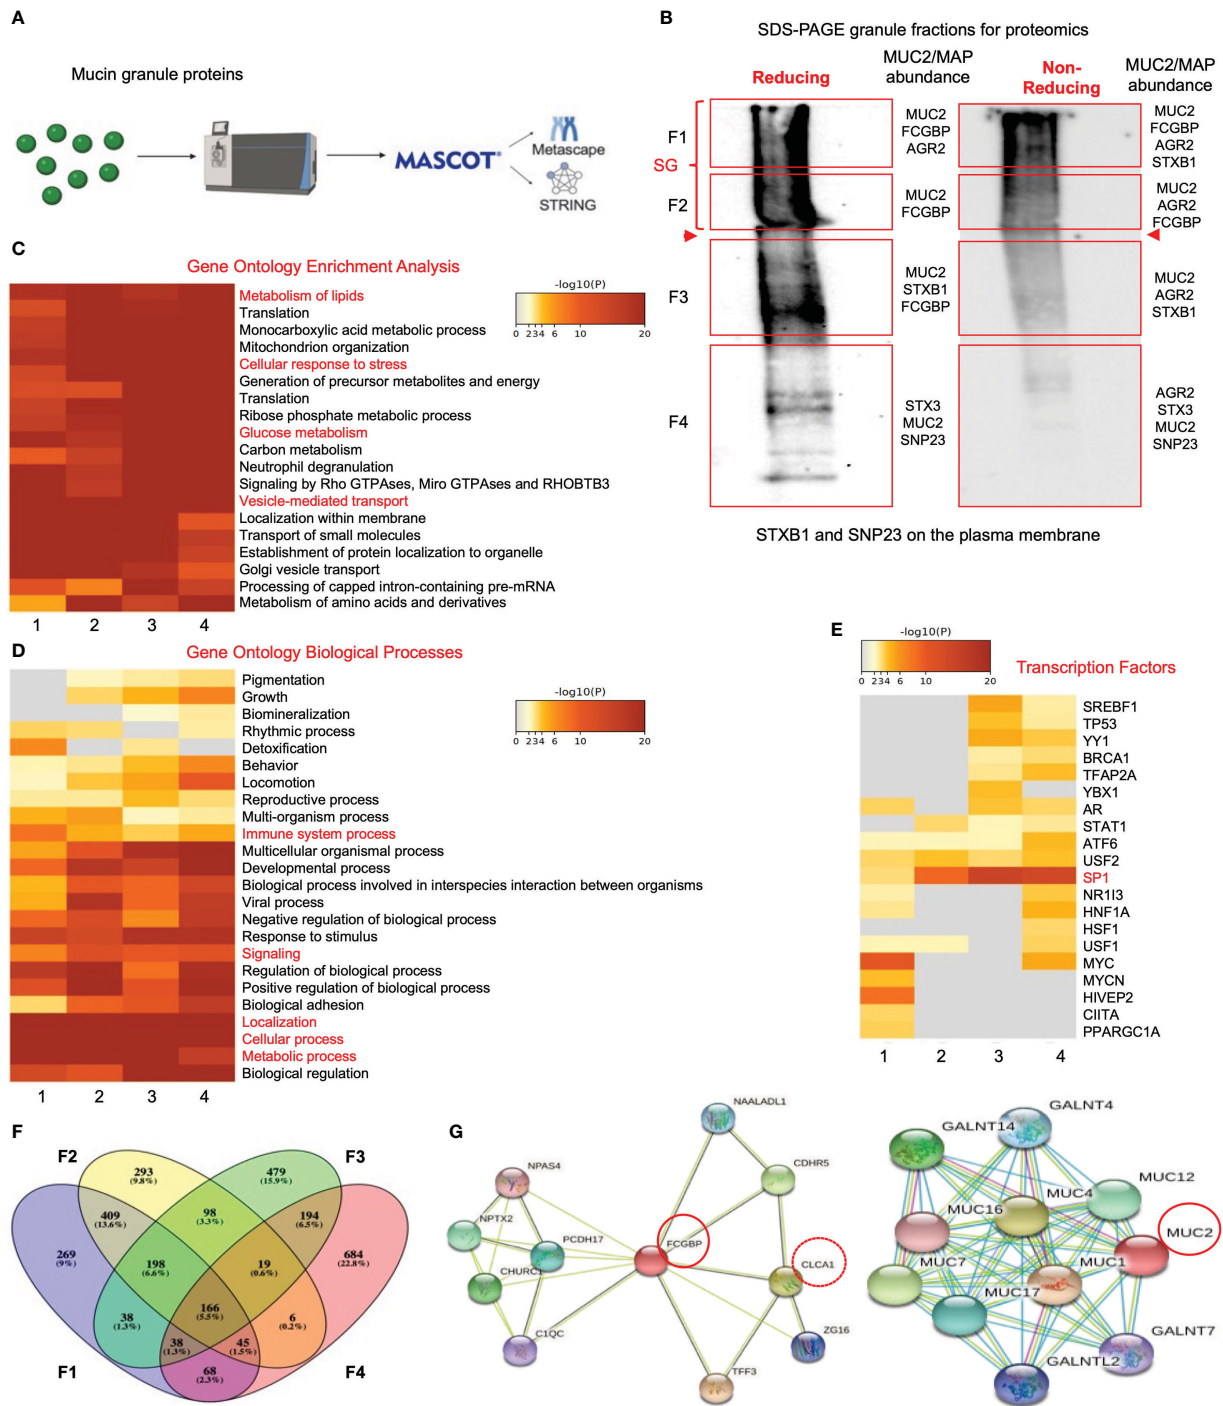 A
Mucin granule proteins
MASCOT®
Metascape
STRING
B
SDS-PAGE granule fractions for proteomics
Reducing
MUC2/MAP
abundance
Non-
Reducing
MUC2/MAP
abundance
F1
SG
F2
F3
F4
MUC2
FCGBP
AGR2
MUC2
FCGBP
MUC2
STXB1
FCGBP
STX3
MUC2
SNP23
MUC2
FCGBP
AGR2
STXB1
MUC2
AGR2
FCGBP
MUC2
AGR2
STXB1
AGR2
STX3
MUC2
SNP23
STXB1 and SNP23 on the plasma membrane
C
Gene Ontology Enrichment Analysis
-log10(P)
0 2 3 4 6 10 20
Metabolism of lipids
Translation
Monocarboxylic acid metabolic process
Mitochondrion organization
Cellular response to stress
Generation of precursor metabolites and energy
Translation
Ribose phosphate metabolic process
Glucose metabolism
Carbon metabolism
Neutrophil degranulation
Signaling by Rho GTPAses, Miro GTPAses and RHOBTB3
Vesicle-mediated transport
Localization within membrane
Transport of small molecules
Establishment of protein localization to organelle
Golgi vesicle transport
Processing of capped intron-containing pre-mRNA
Metabolism of amino acids and derivatives
1 2 3 4
D
Gene Ontology Biological Processes
-log10(P)
0 2 3 4 6 10 20
Pigmentation
Growth
Biomineralization
Rhythmic process
Detoxification
Behavior
Locomotion
Reproductive process
Multi-organism process
Immune system process
Multicellular organismal process
Developmental process
Biological process involved in interspecies interaction between organisms
Viral process
Negative regulation of biological process
Response to stimulus
Signaling
Regulation of biological process
Positive regulation of biological process
Biological adhesion
Localization
Cellular process
Metabolic process
Biological regulation
1 2 3 4
E
-log10(P)
0 2 3 4 6 10 20
Transcription Factors
SREBF1
TP53
YY1
BRCA1
TFAP2A
YBX1
AR
STAT1
ATF6
USF2
SP1
NR1I3
HNF1A
HSF1
USF1
MYC
MYCN
HIVEP2
CIITA
PPARGC1A
1 2 3 4
F
F2
F3
293
(9.8%)
479
(15.9%)
409
(13.6%)
98
(3.3%)
194
(6.5%)
269
(9%)
198
(6.6%)
19
(0.6%)
684
(22.8%)
166
(5.5%)
38
(1.3%)
6
(0.2%)
38
(1.3%)
45
(1.5%)
68
(2.3%)
F1
F4
G
NAALADL1
NPAS4
CDHR5
NPTX2
PCDH17
FCGBP
CHURC1
CLCA1
C1QC
ZG16
TFF3
GALNT4
GALNT14
MUC12
MUC4
MUC16
MUC2
MUC7
MUC1
MUC17
GALNT7
GALNTL2